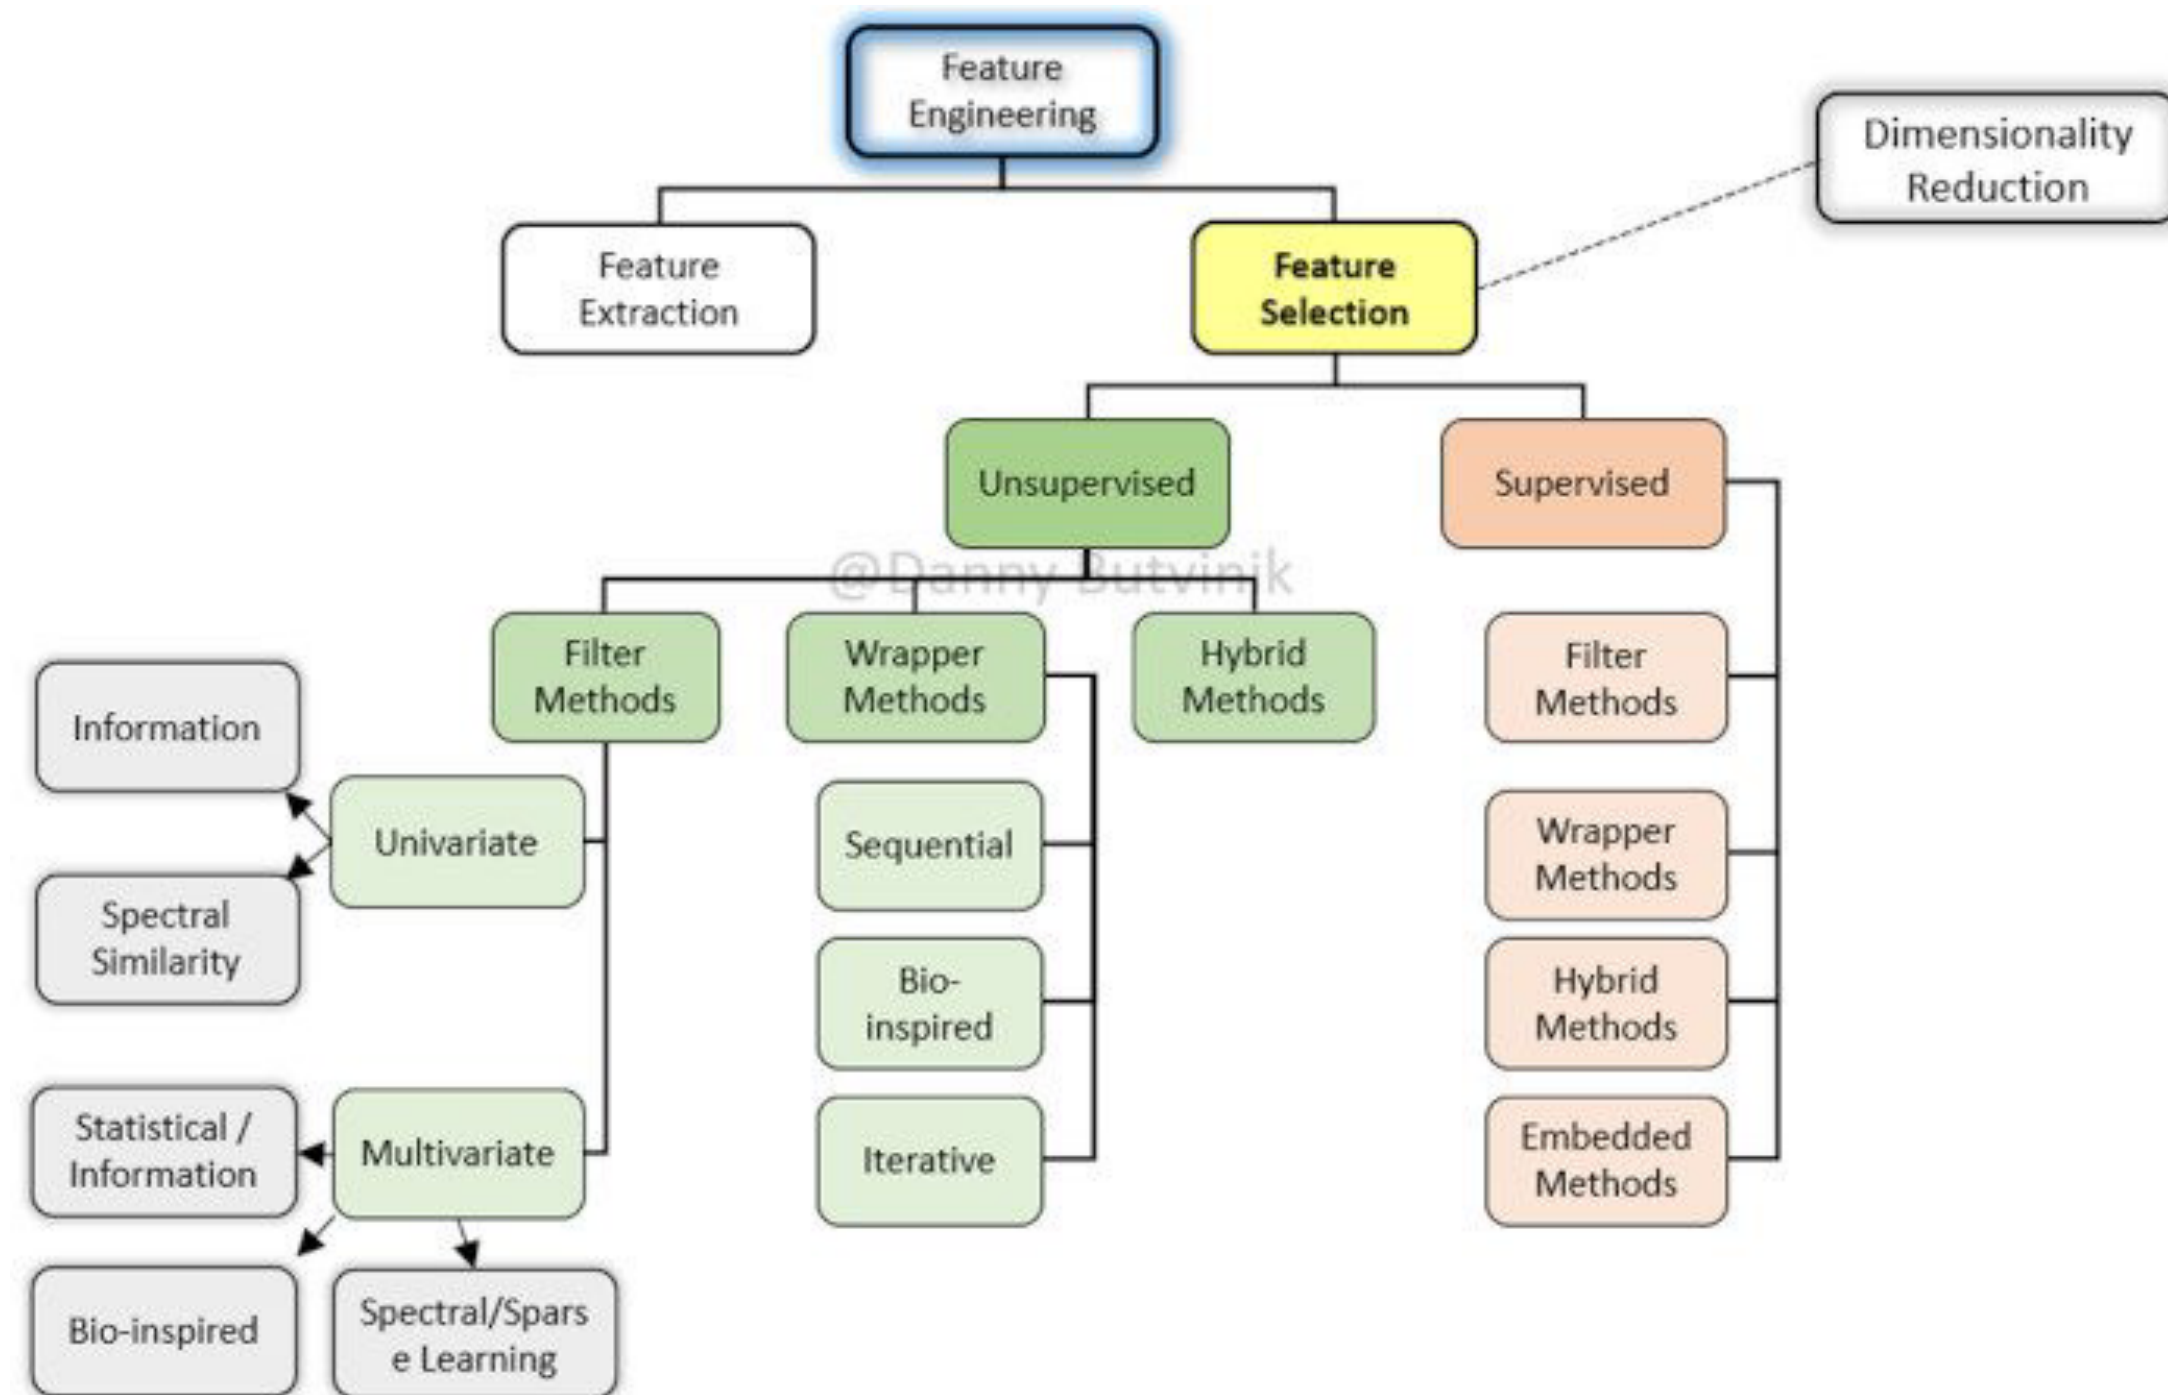 Feature
Engineering
Dimensionality
Reduction
Feature
Extraction
Feature
Selection
Unsupervised
Supervised
@Danny Butvinik
Filter
Methods
Wrapper
Methods
Hybrid
Methods
Filter
Methods
Information
Univariate
Sequential
Wrapper
Methods
Spectral
Similarity
Bio-
inspired
Hybrid
Methods
Statistical /
Information
Multivariate
Iterative
Embedded
Methods
Bio-inspired
Spectral/Spars
e Learning